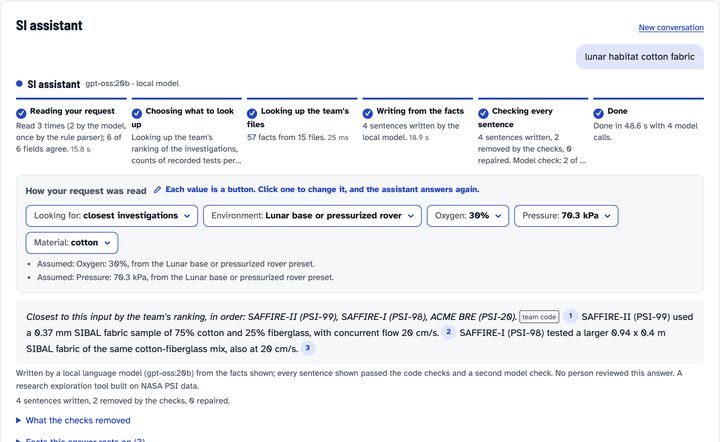 SI assistant
New conversation
lunar habitat cotton fabric
SI assistant gpt-oss:20b · local model
Reading your request
Read 3 times (2 by the model,
once by the rule parser); 6 of
6 fields agree. 15.8 s
Choosing what to look
up
Looking up the team's
ranking of the investigations,
counts of recorded tests per...
Looking up the team's
files
57 facts from 15 files. 25 ms
Writing from the facts
4 sentences written by the
local model. 18.9 s
Checking every
sentence
4 sentences written, 2
removed by the checks, 0
repaired. Model check: 2 of ...
Done
Done in 48.6 s with 4 model
calls.
How your request was read Each value is a button. Click one to change it, and the assistant answers again.
Looking for: closest investigations Environment: Lunar base or pressurized rover Oxygen: 30% Pressure: 70.3 kPa
Material: cotton
• Assumed: Oxygen: 30%, from the Lunar base or pressurized rover preset.
• Assumed: Pressure: 70.3 kPa, from the Lunar base or pressurized rover preset.
Closest to this input by the team's ranking, in order: SAFFIRE-II (PSI-99), SAFFIRE-I (PSI-98), ACME BRE (PSI-20). team code 1 SAFFIRE-II (PSI-99) used
a 0.37 mm SIBAL fabric sample of 75% cotton and 25% fiberglass, with concurrent flow 20 cm/s. 2 SAFFIRE-I (PSI-98) tested a larger 0.94 x 0.4 m
SIBAL fabric of the same cotton-fiberglass mix, also at 20 cm/s. 3
Written by a local language model (gpt-oss:20b) from the facts shown; every sentence shown passed the code checks and a second model check. No person reviewed this answer. A
research exploration tool built on NASA PSI data.
4 sentences written, 2 removed by the checks, 0 repaired.
What the checks removed
Facts this answer rests on (3)